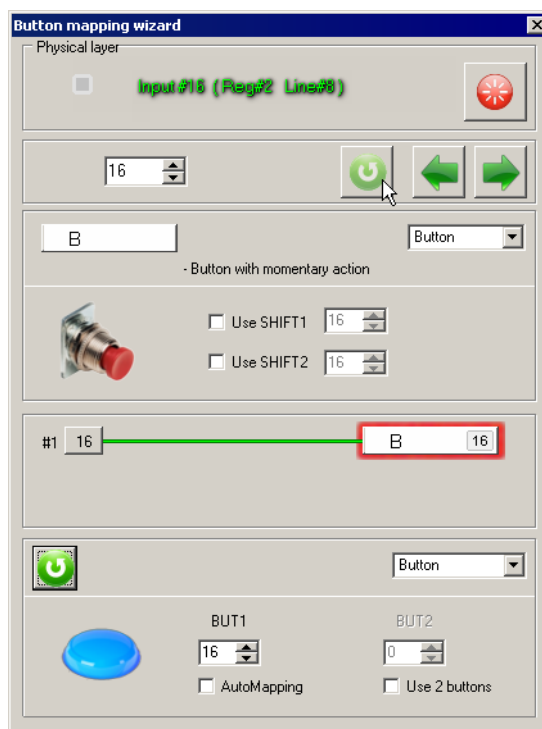 Button mapping wizard
Physical layer
Input #16 (Reg#2 Line#8)
16
B
Button
- Button with momentary action
Use SHIFT1 16
Use SHIFT2 16
#1 16 B 16
Button
BUT1 BUT2
16 0
AutoMapping Use 2 buttons